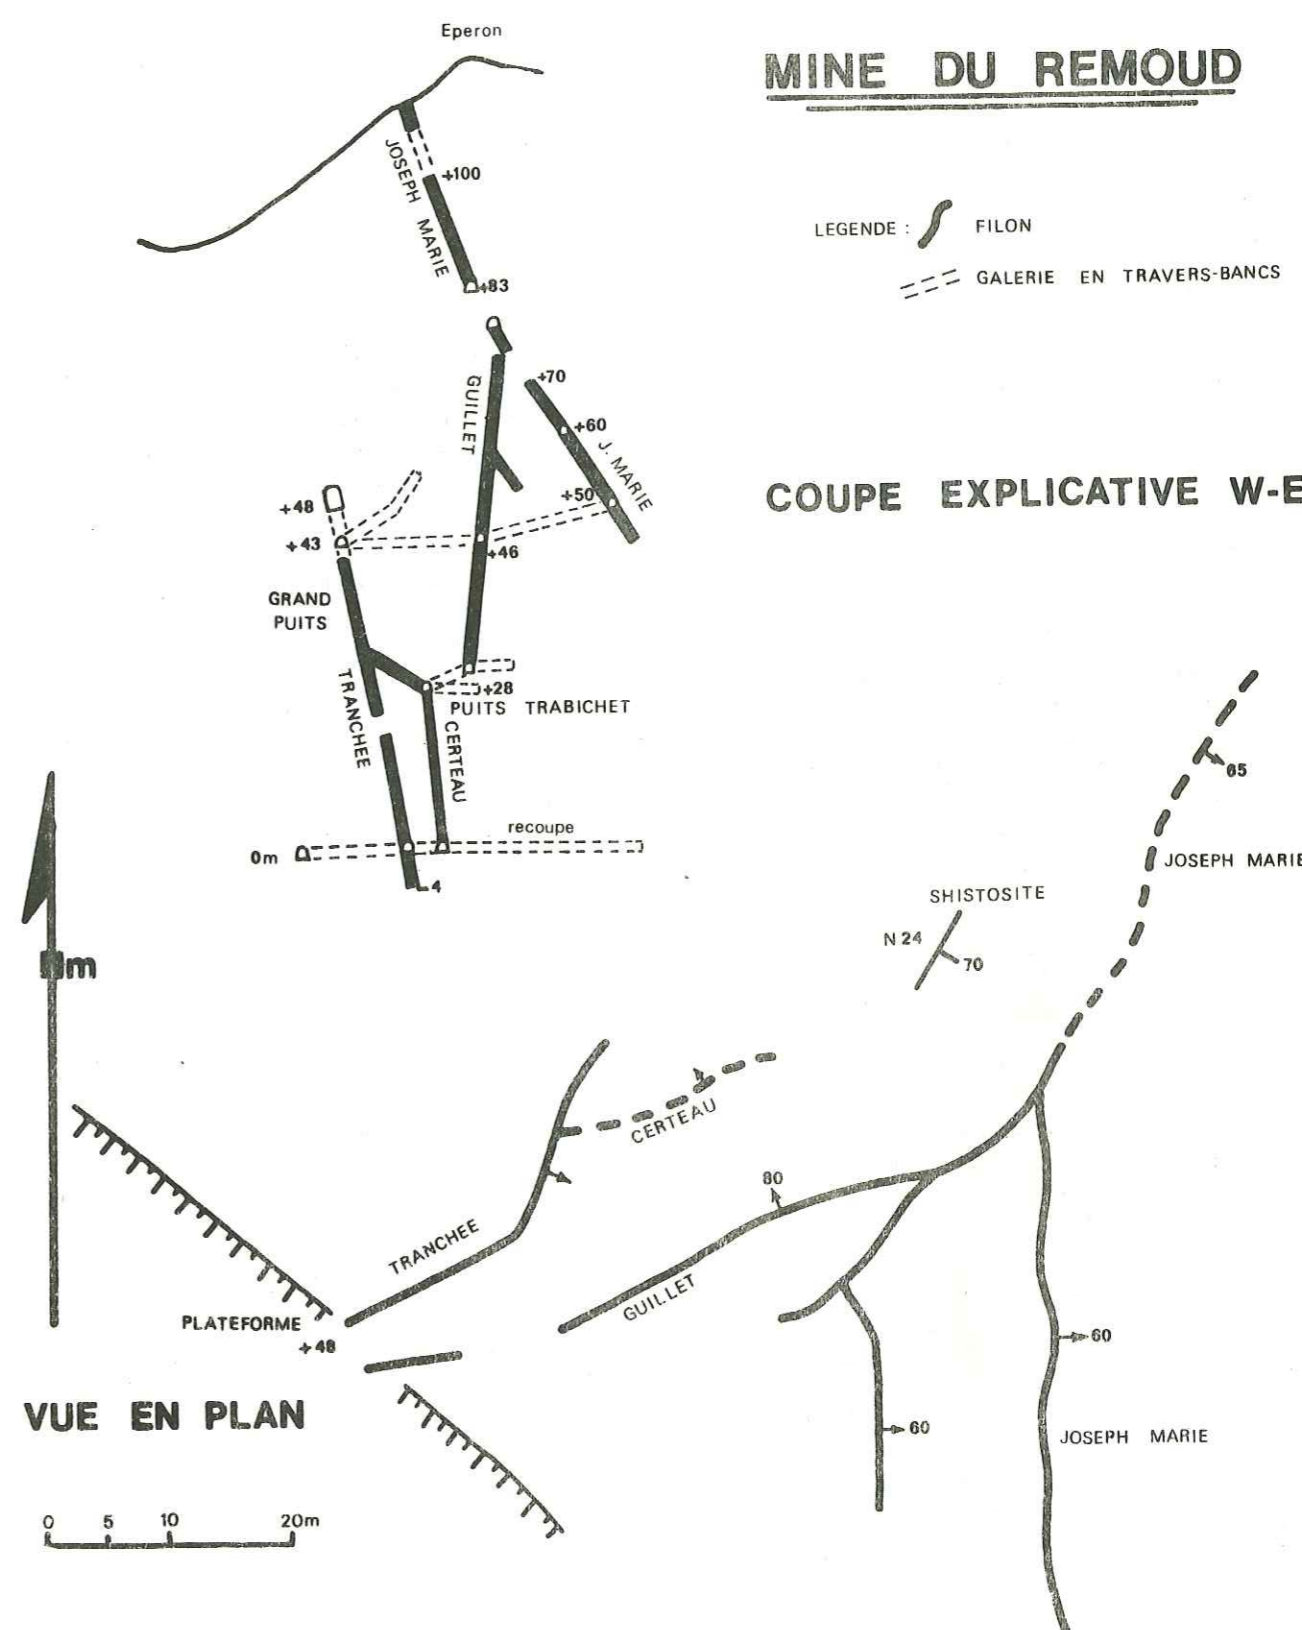 Eperon
MINE DU REMOUD
JOSEPH MARIE
+100
+83
LEGENDE : FILON
GALERIE EN TRAVERS-BANCS
GUILLET
+70
+60
J. MARIE
+50
COUPE EXPLICATIVE W-E
+48
+43
+46
GRAND
PUITS
TRANCHEE
+28
PUITS TRABICHET
CERTEAU
recoupe
0m
-4
65
JOSEPH MARIE
SHISTOSITE
N 24
70
m
CERTEAU
80
TRANCHEE
GUILLET
PLATEFORME
+48
60
60
JOSEPH MARIE
VUE EN PLAN
0 5 10 20m